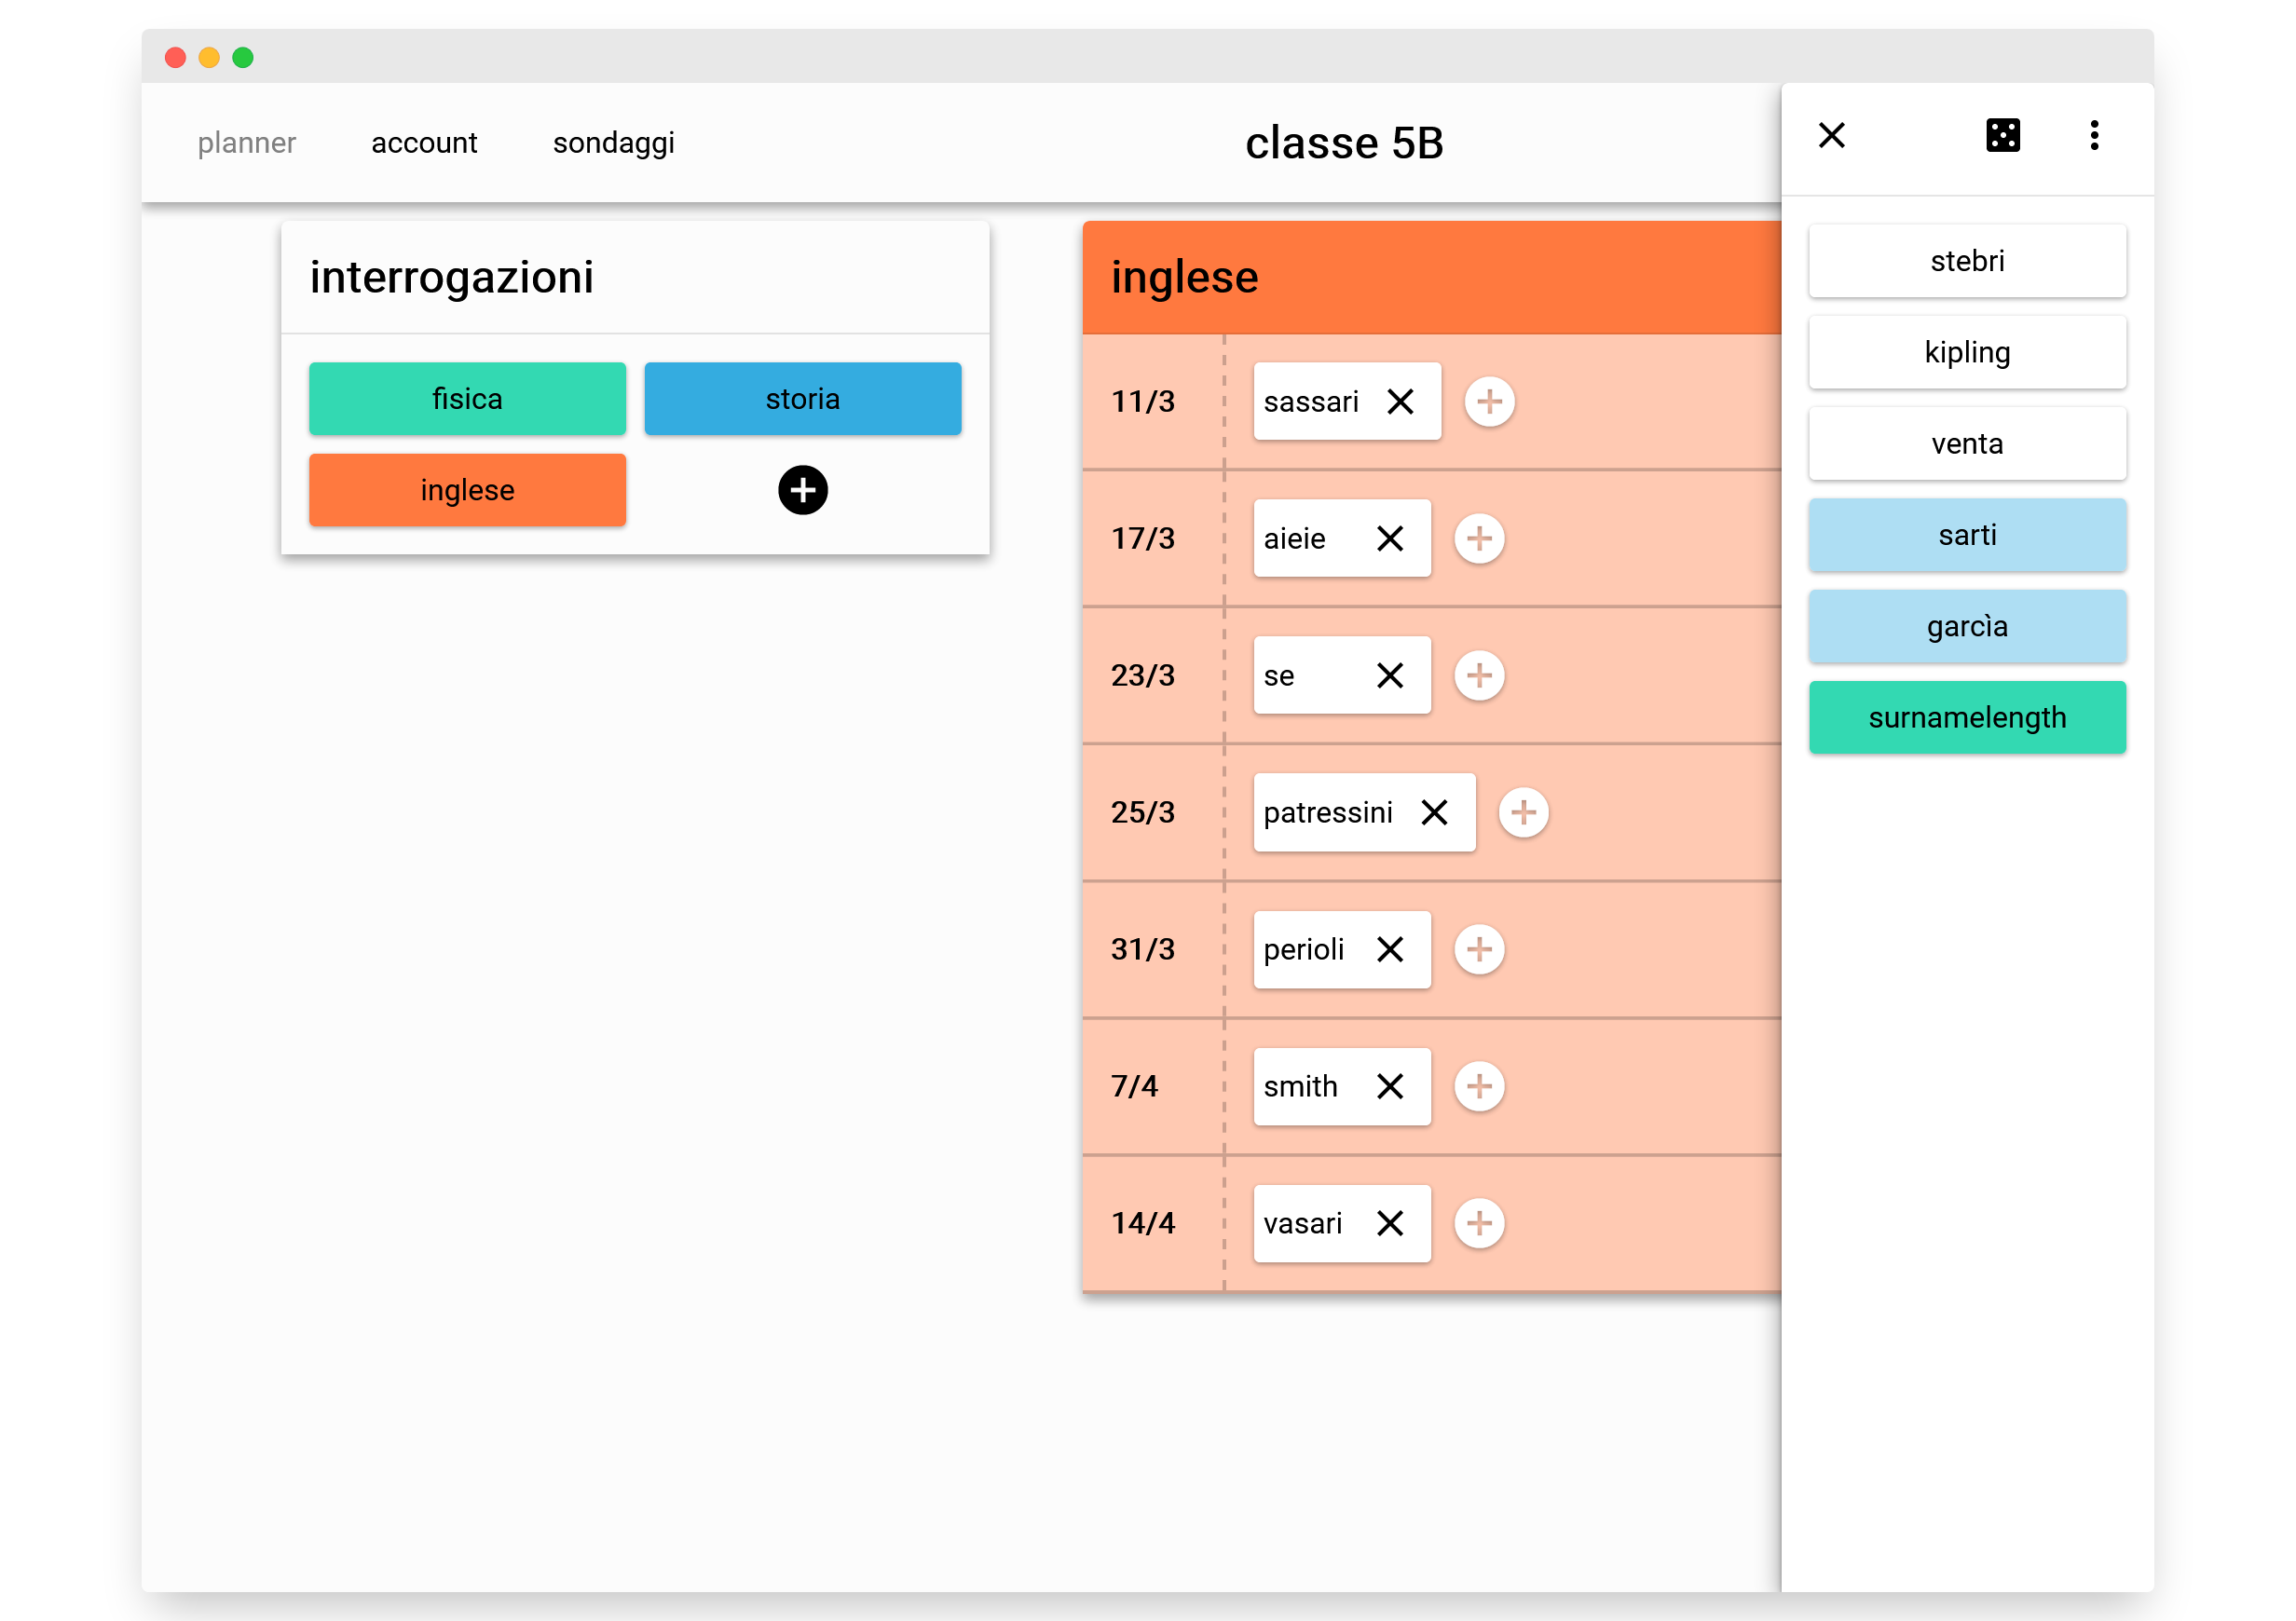 planner account sondaggi classe 5B
interrogazioni
fisica storia
inglese
inglese
11/3 sassari
17/3 aieie
23/3 se
25/3 patressini
31/3 perioli
7/4 smith
14/4 vasari
stebri
kipling
venta
sarti
garcìa
surnamelength